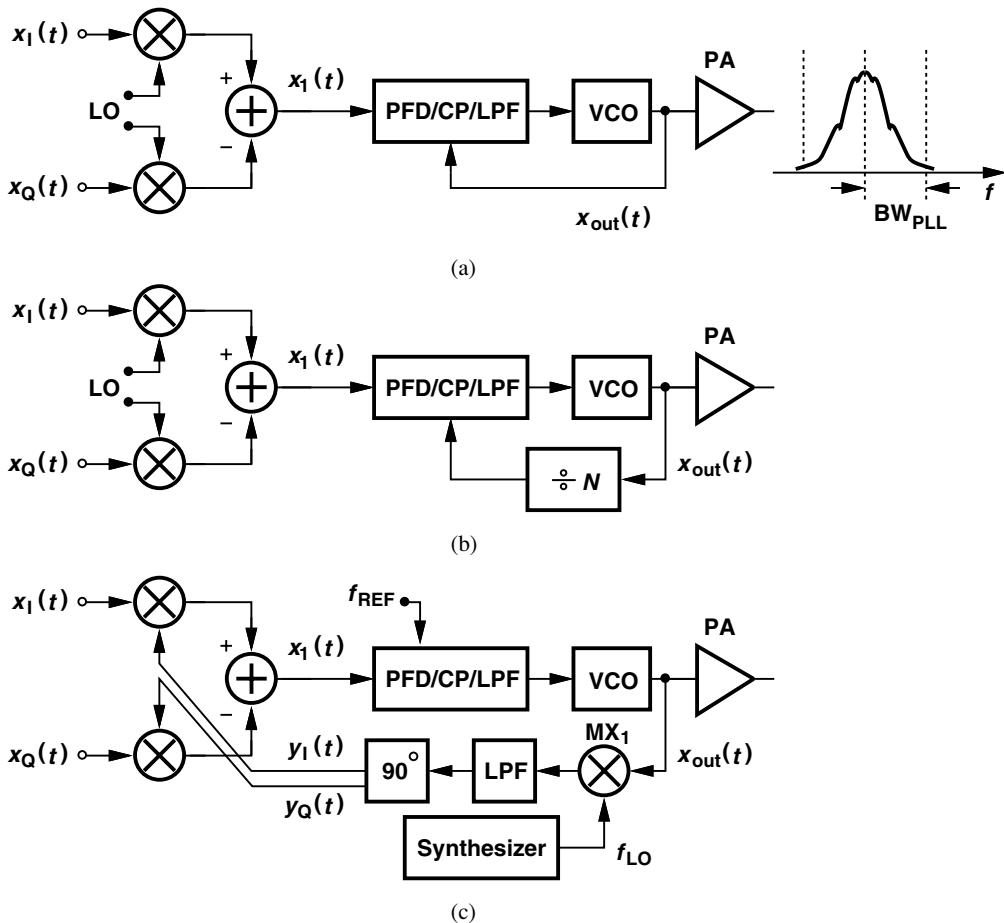 x_I(t)
LO
x_Q(t)
+
−
x_1(t)
PFD/CP/LPF
VCO
PA
x_out(t)
BW_PLL
f
(a)
x_I(t)
LO
x_Q(t)
+
−
x_1(t)
PFD/CP/LPF
VCO
PA
÷ N
x_out(t)
(b)
x_I(t)
x_Q(t)
+
−
x_1(t)
f_REF
PFD/CP/LPF
VCO
PA
MX_1
x_out(t)
y_I(t)
y_Q(t)
90°
LPF
Synthesizer
f_LO
(c)